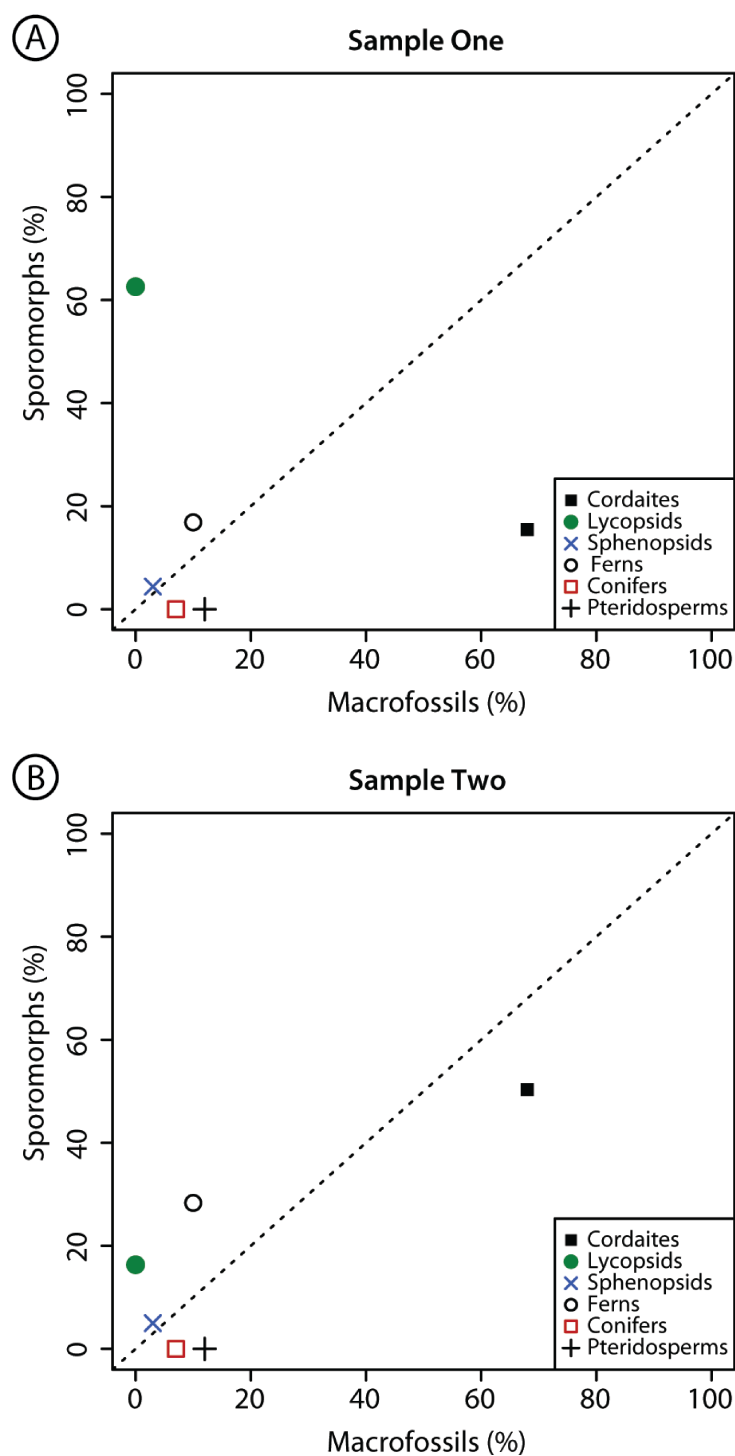 A
Sample One
100
80
60
40
20
0
Sporomorphs (%)
Cordaites
Lycopsids
Sphenopsids
Ferns
Conifers
Pteridosperms
0 20 40 60 80 100
Macrofossils (%)
B
Sample Two
100
80
60
40
20
0
Sporomorphs (%)
Cordaites
Lycopsids
Sphenopsids
Ferns
Conifers
Pteridosperms
0 20 40 60 80 100
Macrofossils (%)